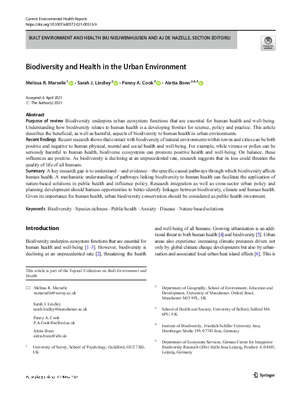 Current Environmental Health Reports
https://doi.org/10.1007/s40572-021-00313-9
BUILT ENVIRONMENT AND HEALTH (MJ NIEUWENHUIJSEN AND AJ DE NAZELLE, SECTION EDITORS)
Biodiversity and Health in the Urban Environment
Melissa R. Marselle · Sarah J. Lindley · Penny A. Cook · Aletta Bonn
Accepted: 6 April 2021
© The Author(s) 2021
Abstract
Purpose of review Biodiversity underpins ecosystem functions that are essential for human health and well-being.
Understanding how biodiversity relates to human health is a developing frontier for science, policy and practice. This article
describes the beneficial, as well as harmful, aspects of biodiversity to human health in urban environments.
Recent findings Recent research shows that contact with biodiversity of natural environments within towns and cities can be both
positive and negative to human physical, mental and social health and well-being. For example, while viruses or pollen can be
seriously harmful to human health, biodiverse ecosystems can promote positive health and well-being. On balance, these
influences are positive. As biodiversity is declining at an unprecedented rate, research suggests that its loss could threaten the
quality of life of all humans.
Summary A key research gap is to understand—and evidence—the specific causal pathways through which biodiversity affects
human health. A mechanistic understanding of pathways linking biodiversity to human health can facilitate the application of
nature-based solutions in public health and influence policy. Research integration as well as cross-sector urban policy and
planning development should harness opportunities to better identify linkages between biodiversity, climate and human health.
Given its importance for human health, urban biodiversity conservation should be considered as public health investment.
Keywords Biodiversity · Species richness · Public health · Anxiety · Disease · Nature-based solutions
Introduction
Biodiversity underpins ecosystem functions that are essential for
human health and well-being [1–3]. However, biodiversity is
declining at an unprecedented rate [2], threatening the health
This article is part of the Topical Collection on Built Environment and
Health
Melissa R. Marselle
m.marselle@surrey.ac.uk
Sarah J. Lindley
sarah.lindley@manchester.ac.uk
Penny A. Cook
P.A.Cook@salford.ac.uk
Aletta Bonn
aletta.bonn@idiv.de
1 University of Surrey, School of Psychology, Guildford, GU2 7XH,
UK
and well-being of all humans. Growing urbanisation is an addi-
tional threat to both human health [4] and biodiversity [5]. Urban
areas also experience increasing climate pressures driven not
only by global climate change developments but also by urban-
isation and associated local urban heat island effects [6]. This is
2 Department of Geography, School of Environment, Education and
Development, University of Manchester, Oxford Road,
Manchester M13 9PL, UK
3 School of Health and Society, University of Salford, Salford M6
6PU, UK
4 Institute of Biodiversity, Friedrich Schiller University Jena,
Dornburger Straße 159, 07743 Jena, Germany
5 Department of Ecosystem Services, German Centre for Integrative
Biodiversity Research (iDiv) Halle-Jena-Leipzig, Puschstr. 4, 04103,
Leipzig, Germany
Springer